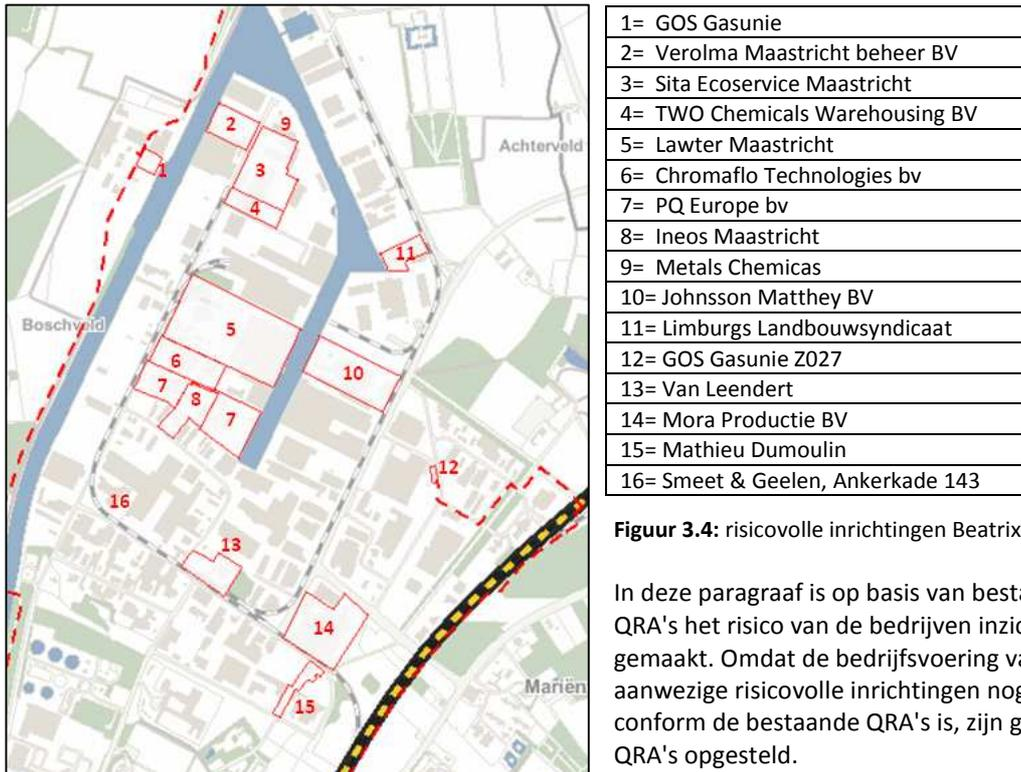 Achterveld
Boschveld
Mariën
1
2
3
4
5
6
7
7
8
9
10
11
12
13
14
15
16
1= GOS Gasunie
2= Verolma Maastricht beheer BV
3= Sita Ecoservice Maastricht
4= TWO Chemicals Warehousing BV
5= Lawter Maastricht
6= Chromaflo Technologies bv
7= PQ Europe bv
8= Ineos Maastricht
9= Metals Chemicas
10= Johnsson Matthey BV
11= Limburgs Landbouwsyndicaat
12= GOS Gasunie Z027
13= Van Leendert
14= Mora Productie BV
15= Mathieu Dumoulin
16= Smeet & Geelen, Ankerkade 143
Figuur 3.4: risicovolle inrichtingen Beatrix
In deze paragraaf is op basis van besta
QRA's het risico van de bedrijven inzic
gemaakt. Omdat de bedrijfsvoering va
aanwezige risicovolle inrichtingen nog
conform de bestaande QRA's is, zijn g
QRA's opgesteld.